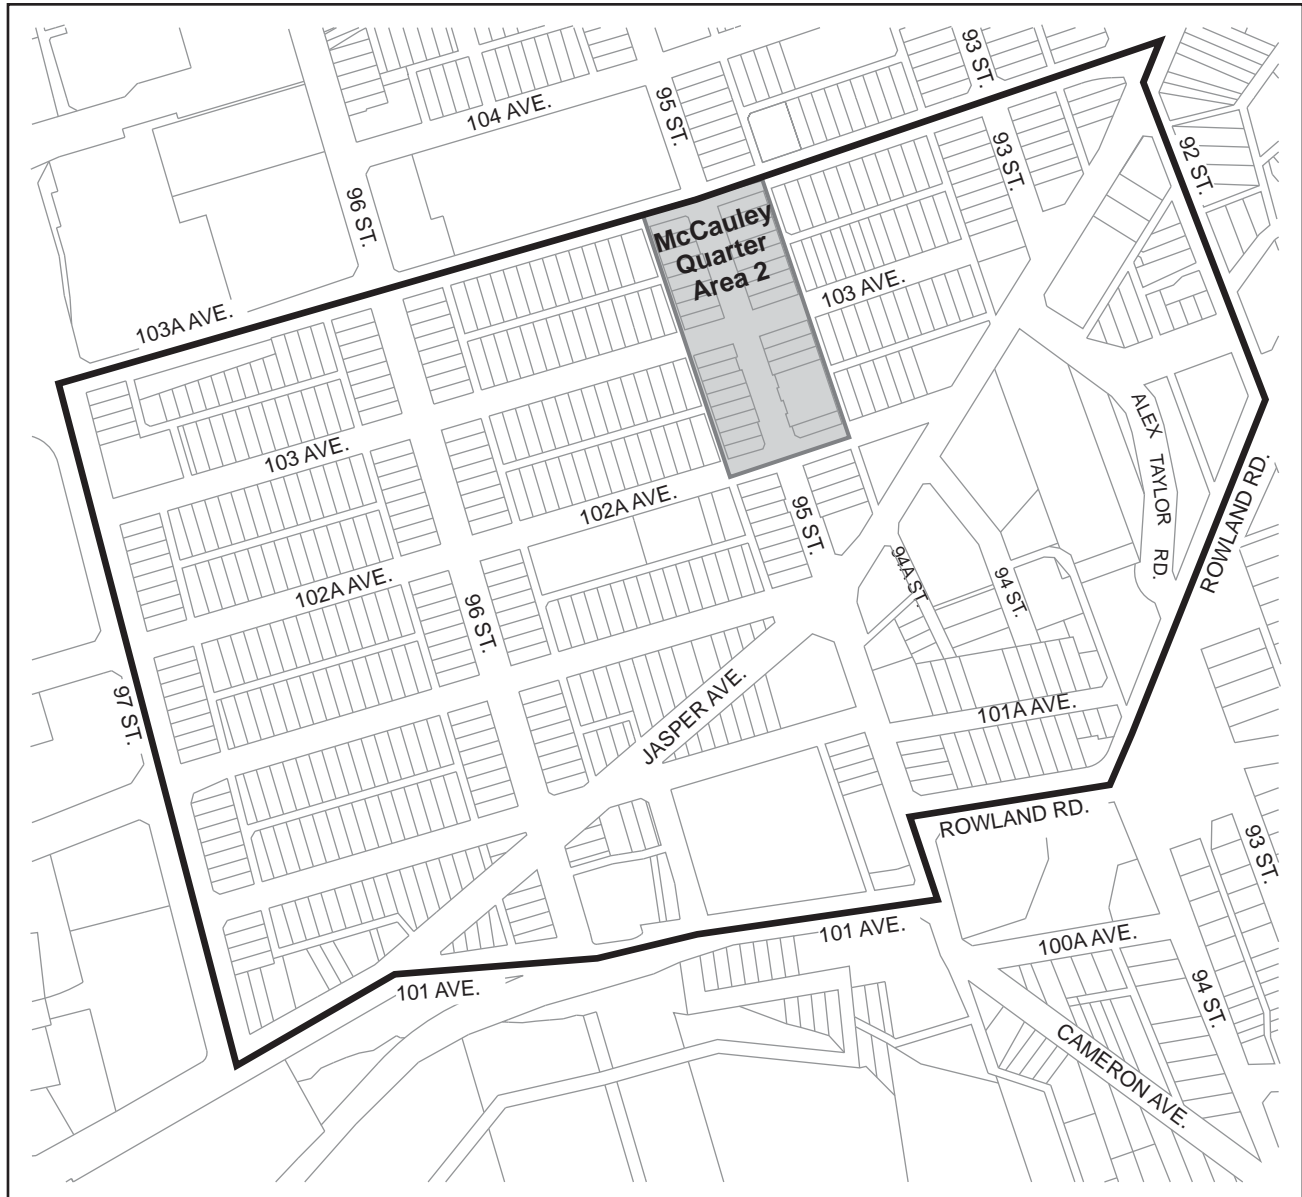 93 ST.
104 AVE.
95 ST.
93 ST.
92 ST.
96 ST.
McCauley
Quarter
Area 2
103 AVE.
103A AVE.
ALEX TAYLOR RD.
103 AVE.
ROWLAND RD.
102A AVE.
95 ST.
94A ST.
94 ST.
102A AVE.
96 ST.
97 ST.
JASPER AVE.
101A AVE.
ROWLAND RD.
93 ST.
101 AVE.
100A AVE.
101 AVE.
94 ST.
CAMERON AVE.